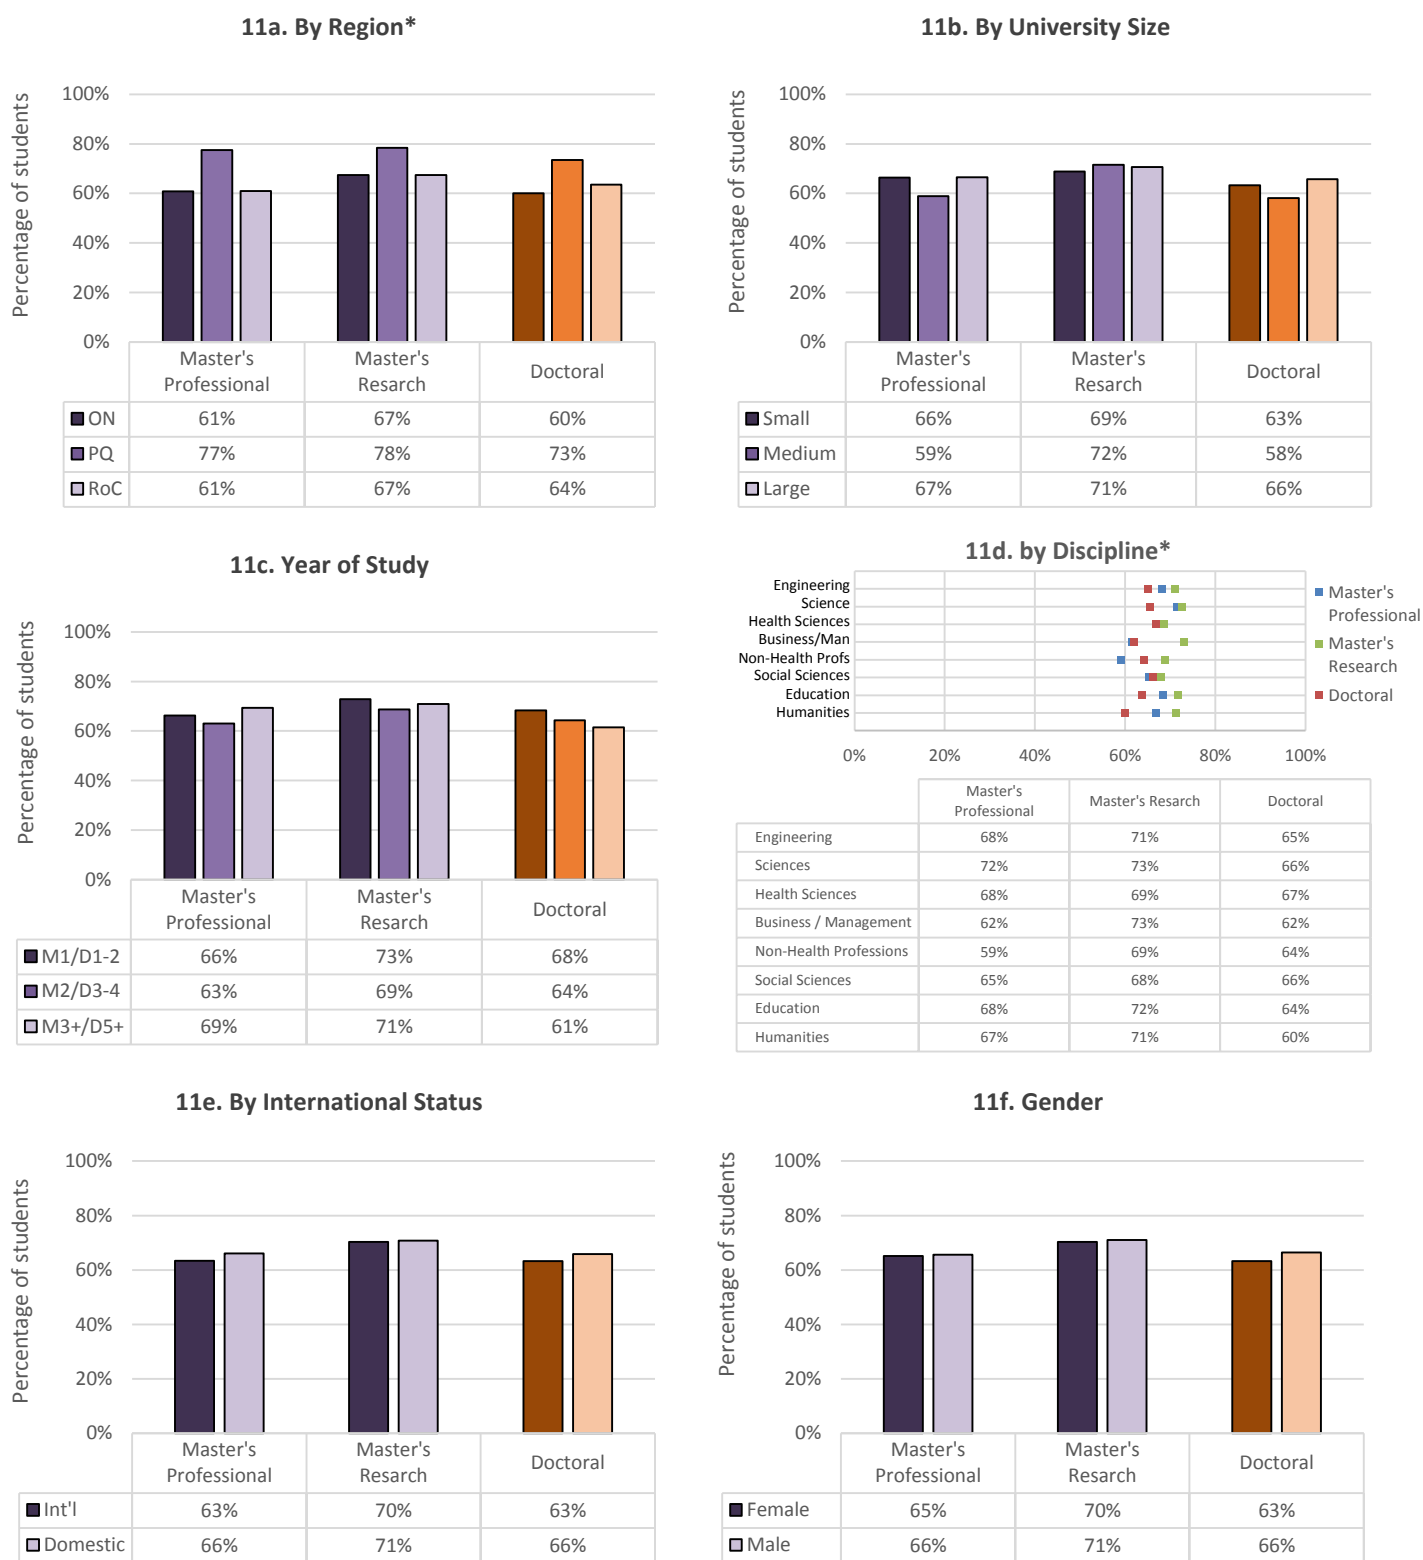 11a. By Region*
Percentage of students
100%
80%
60%
40%
20%
0%
Master's Professional Master's Resarch Doctoral
ON 61% 67% 60%
PQ 77% 78% 73%
RoC 61% 67% 64%
11b. By University Size
Percentage of students
100%
80%
60%
40%
20%
0%
Master's Professional Master's Resarch Doctoral
Small 66% 69% 63%
Medium 59% 72% 58%
Large 67% 71% 66%
11c. Year of Study
Percentage of students
100%
80%
60%
40%
20%
0%
Master's Professional Master's Resarch Doctoral
M1/D1-2 66% 73% 68%
M2/D3-4 63% 69% 64%
M3+/D5+ 69% 71% 61%
11d. by Discipline*
Engineering
Science
Health Sciences
Business/Man
Non-Health Profs
Social Sciences
Education
Humanities
0% 20% 40% 60% 80% 100%
Master's
Professional
Master's
Research
Doctoral
Master's Professional Master's Resarch Doctoral
Engineering 68% 71% 65%
Sciences 72% 73% 66%
Health Sciences 68% 69% 67%
Business / Management 62% 73% 62%
Non-Health Professions 59% 69% 64%
Social Sciences 65% 68% 66%
Education 68% 72% 64%
Humanities 67% 71% 60%
11e. By International Status
Percentage of students
100%
80%
60%
40%
20%
0%
Master's Professional Master's Resarch Doctoral
Int'l 63% 70% 63%
Domestic 66% 71% 66%
11f. Gender
Percentage of students
100%
80%
60%
40%
20%
0%
Master's Professional Master's Resarch Doctoral
Female 65% 70% 63%
Male 66% 71% 66%